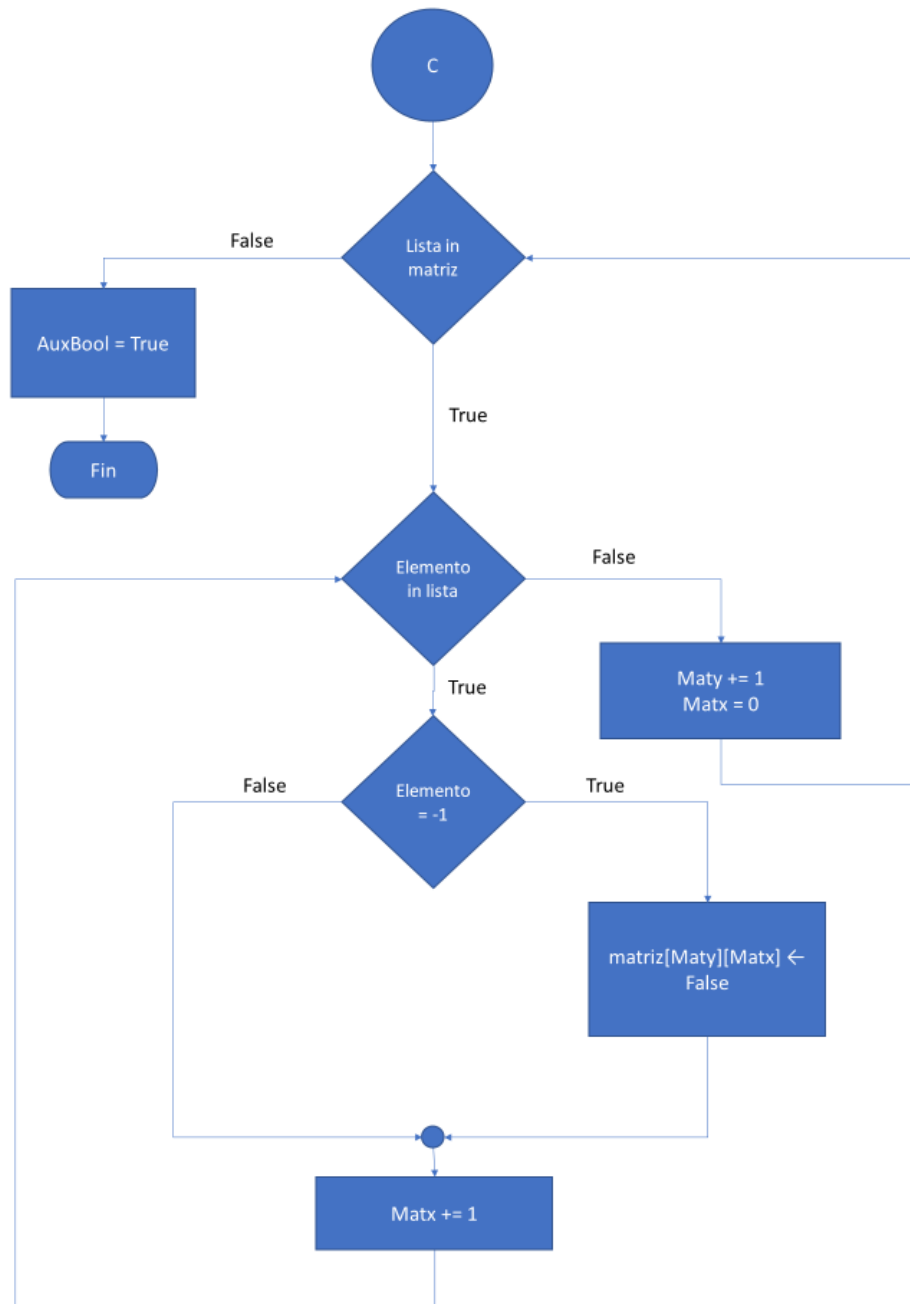 C
False
Lista in
matriz
AuxBool = True
True
Fin
Elemento
in lista
False
Maty += 1
Matx = 0
True
False
Elemento
= -1
True
matriz[Maty][Matx] ←
False
Matx += 1